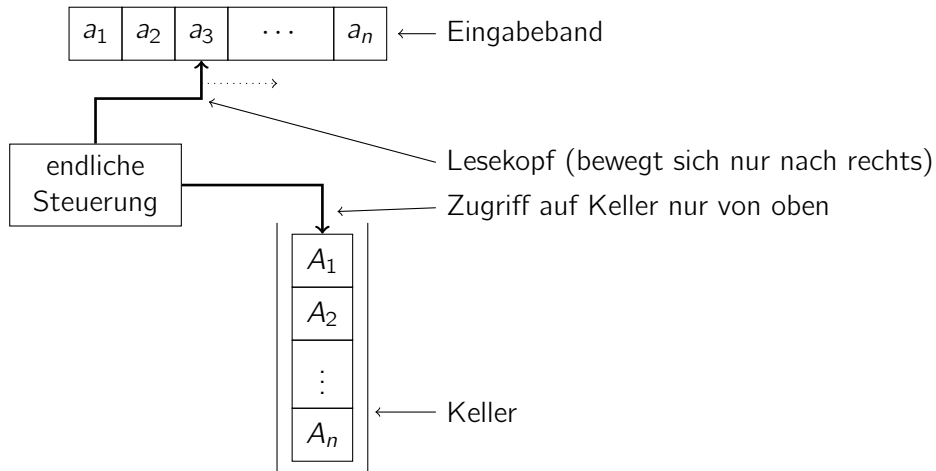 a₁ a₂ a₃ ⋯ aₙ Eingabeband
Lesekopf (bewegt sich nur nach rechts)
endliche
Steuerung
Zugriff auf Keller nur von oben
A₁
A₂
⋮
Aₙ
Keller